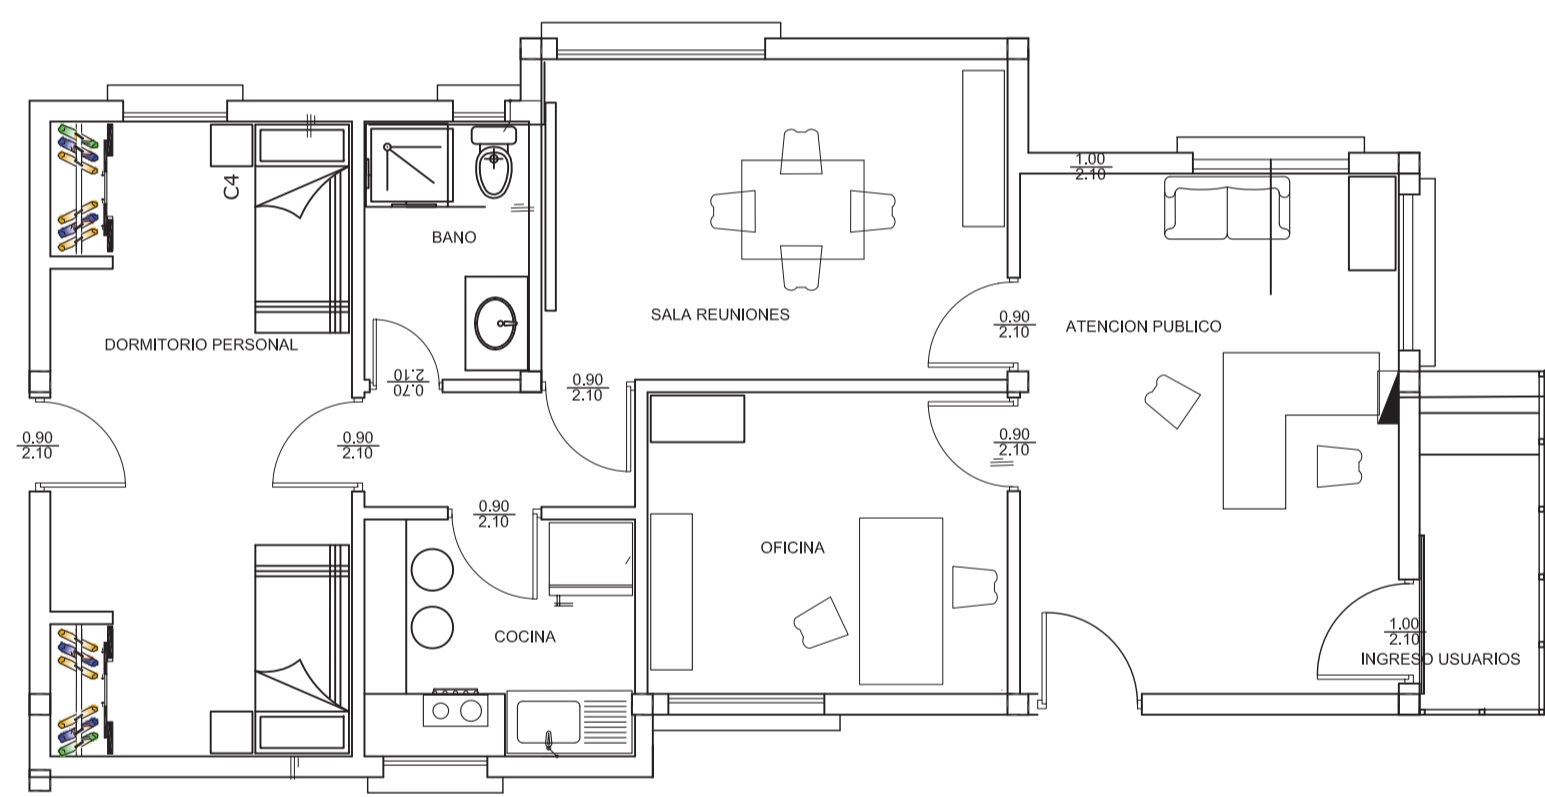 1.00
2.10
C4
BANO
SALA REUNIONES
0.90
2.10
ATENCION PUBLICO
DORMITORIO PERSONAL
0.70
2.10
0.90
2.10
0.90
2.10
0.90
2.10
0.90
2.10
0.90
2.10
OFICINA
COCINA
1.00
2.10
INGRESO USUARIOS